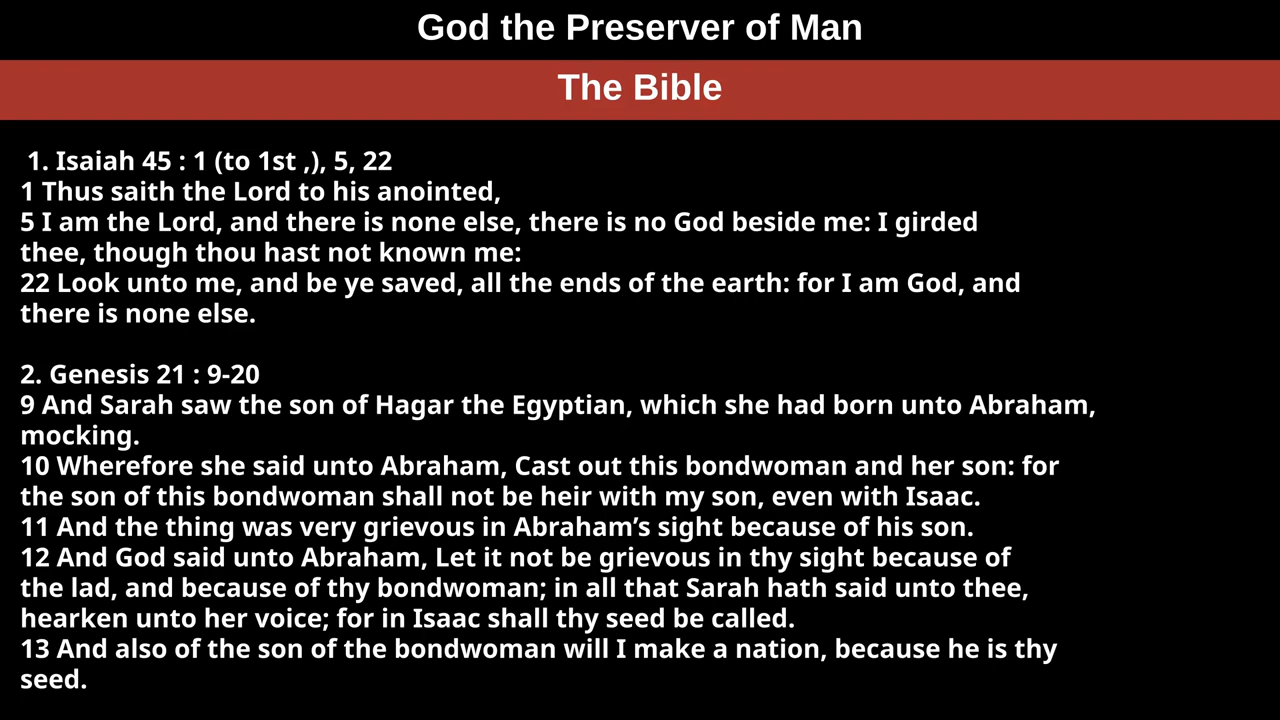 God the Preserver of Man
The Bible
1. Isaiah 45 : 1 (to 1st ,), 5, 22
1 Thus saith the Lord to his anointed,
5 I am the Lord, and there is none else, there is no God beside me: I girded
thee, though thou hast not known me:
22 Look unto me, and be ye saved, all the ends of the earth: for I am God, and
there is none else.
2. Genesis 21 : 9-20
9 And Sarah saw the son of Hagar the Egyptian, which she had born unto Abraham,
mocking.
10 Wherefore she said unto Abraham, Cast out this bondwoman and her son: for
the son of this bondwoman shall not be heir with my son, even with Isaac.
11 And the thing was very grievous in Abraham’s sight because of his son.
12 And God said unto Abraham, Let it not be grievous in thy sight because of
the lad, and because of thy bondwoman; in all that Sarah hath said unto thee,
hearken unto her voice; for in Isaac shall thy seed be called.
13 And also of the son of the bondwoman will I make a nation, because he is thy
seed.